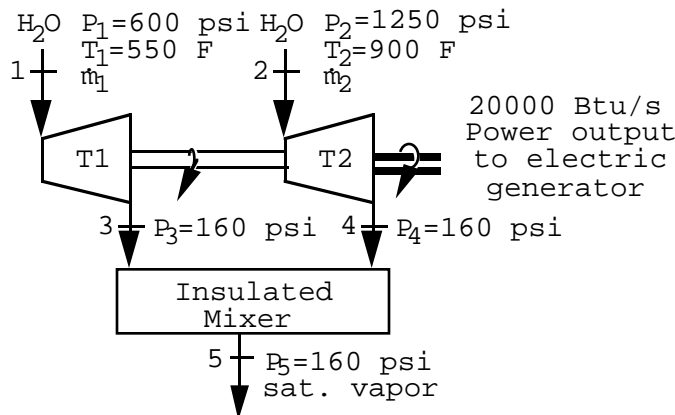 H₂O P₁=600 psi H₂O P₂=1250 psi
T₁=550 F T₂=900 F
1 ṁ₁ 2 ṁ₂
20000 Btu/s
Power output
to electric
generator
T1 T2
3 P₃=160 psi 4 P₄=160 psi
Insulated
Mixer
5 P₅=160 psi
sat. vapor